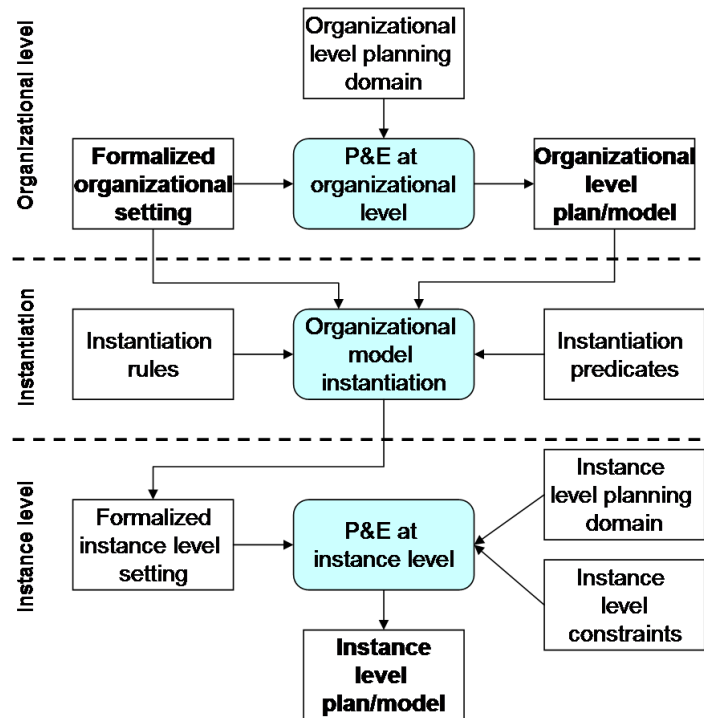 Organizational level
Organizational
level planning
domain
Formalized
organizational
setting
P&E at
organizational
level
Organizational
level
plan/model
Instantiation
Instantiation
rules
Organizational
model
instantiation
Instantiation
predicates
Instance level
Formalized
instance level
setting
P&E at
instance level
Instance
level planning
domain
Instance
level
constraints
Instance
level
plan/model